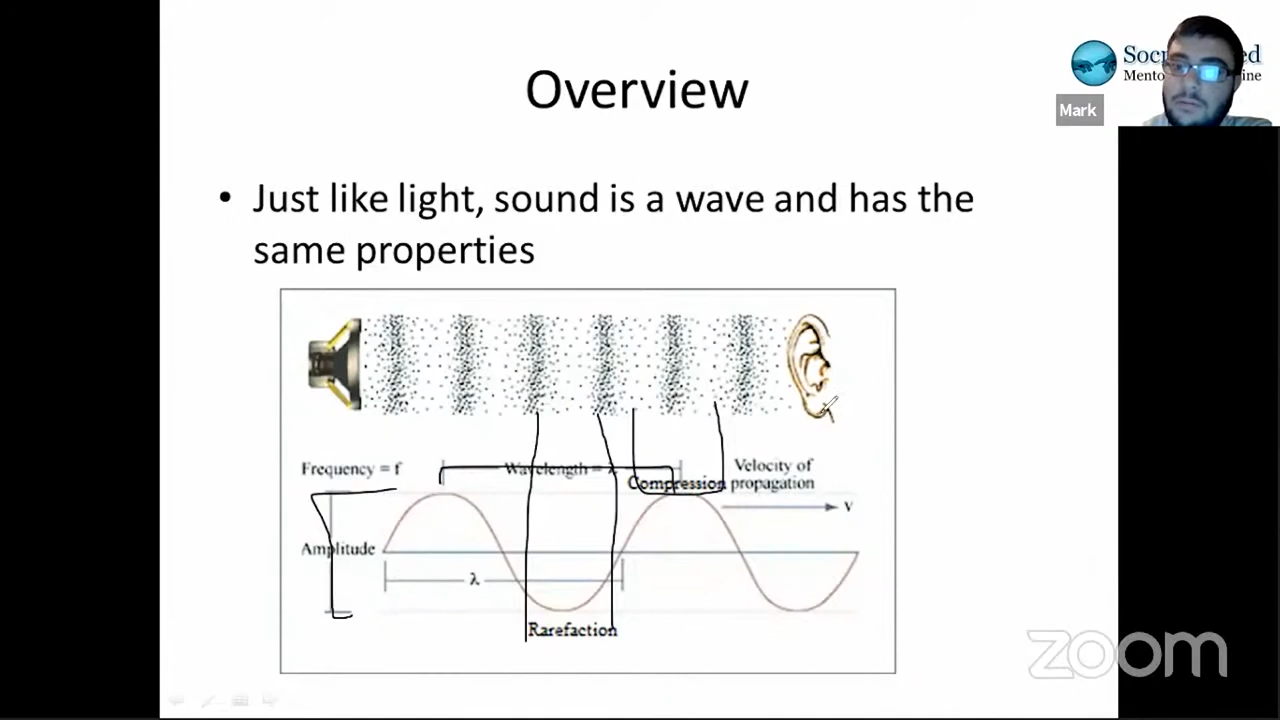 Overview
Mark
• Just like light, sound is a wave and has the
same properties
Frequency = f
Wavelength = λ
Velocity of
propagation
Compression
V
Amplitude
λ
Rarefaction
zoom